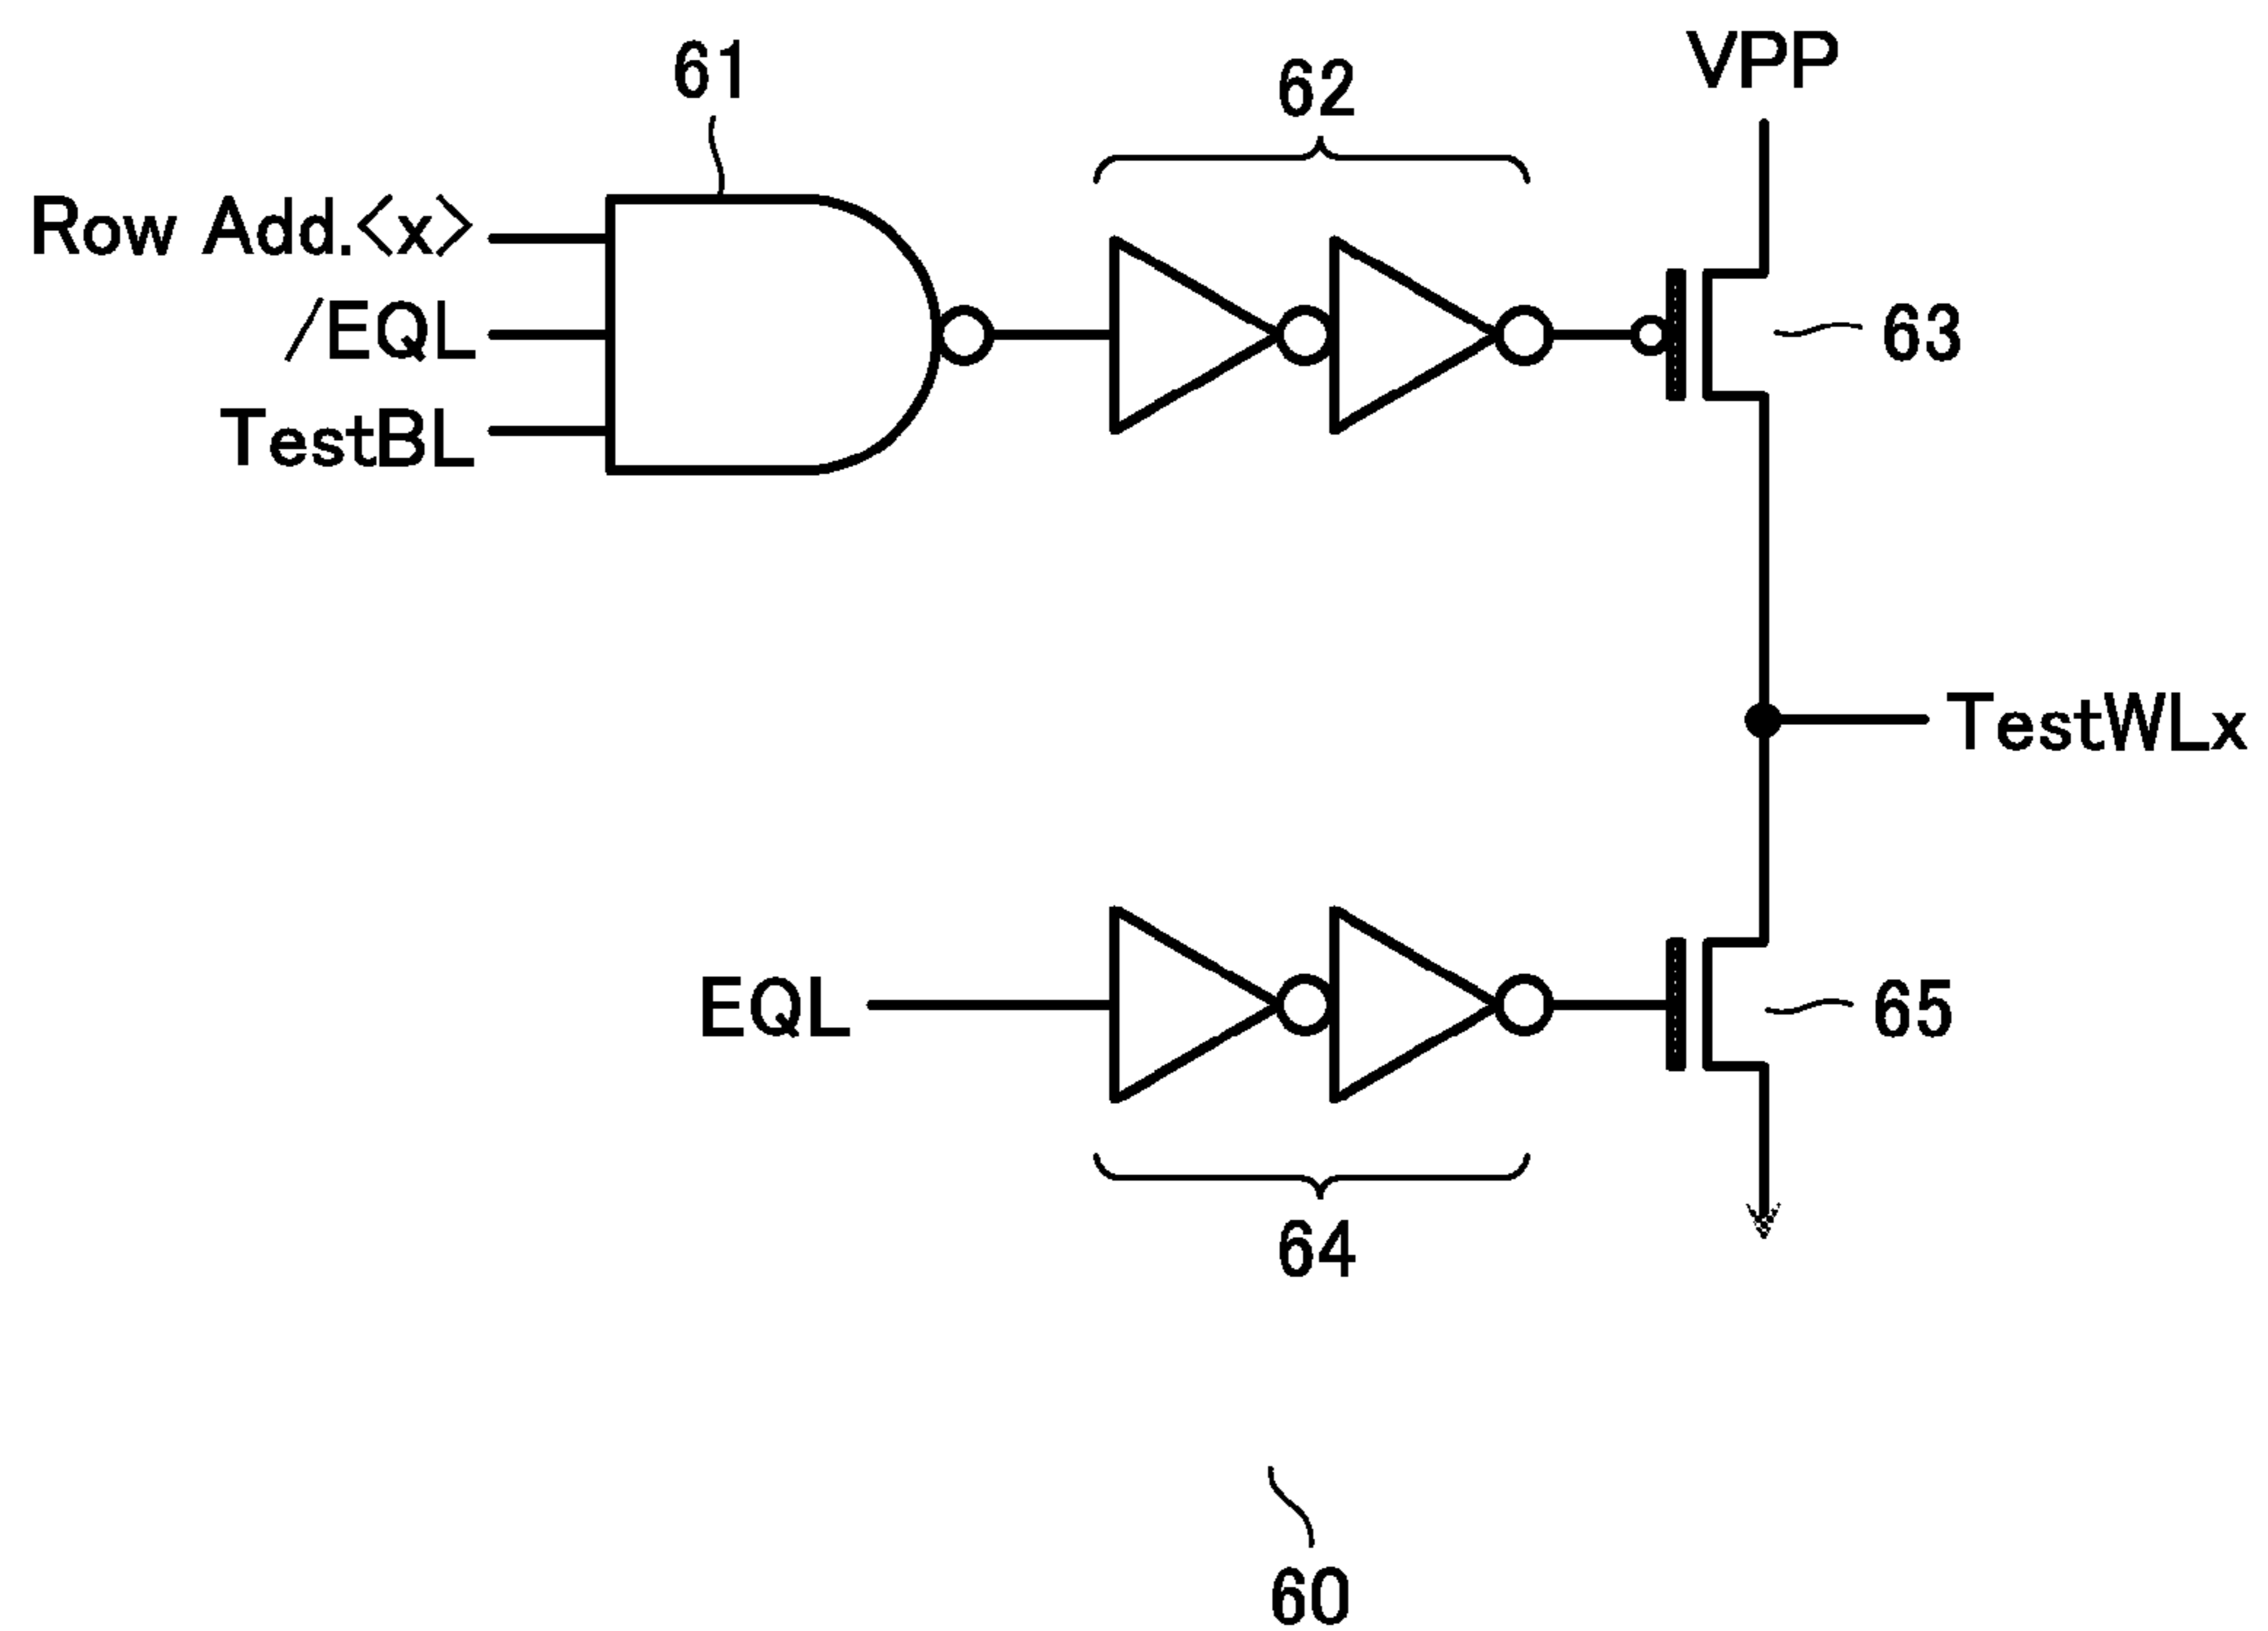 61
62
VPP
Row Add.<x>
/EQL
TestBL
63
TestWLx
EQL
65
64
60